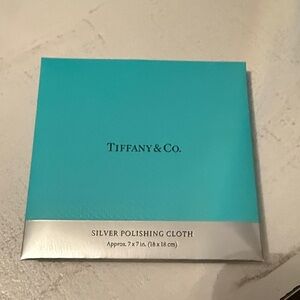 TIFFANY & CO.
SILVER POLISHING CLOTH
Approx. 7 x 7 in. (18 x 18 cm)